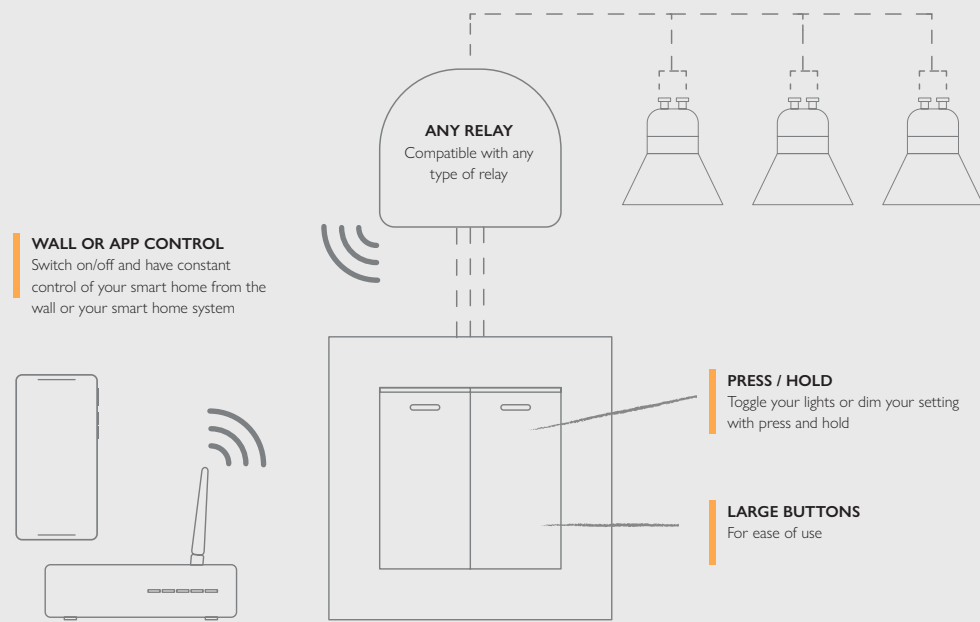 ANY RELAY
Compatible with any
type of relay
WALL OR APP CONTROL
Switch on/off and have constant
control of your smart home from the
wall or your smart home system
PRESS / HOLD
Toggle your lights or dim your setting
with press and hold
LARGE BUTTONS
For ease of use